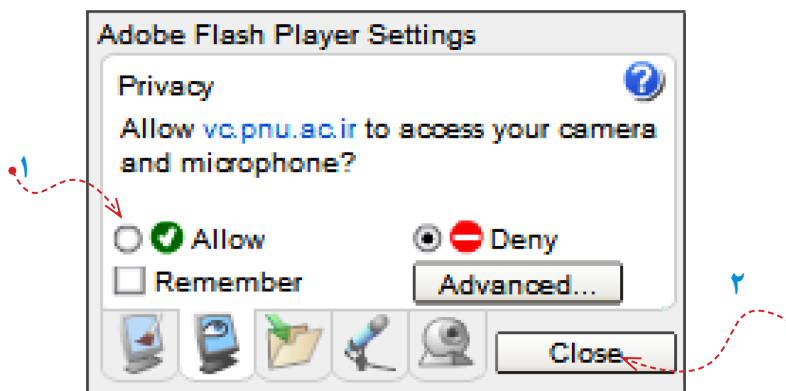 Adobe Flash Player Settings
Privacy
Allow vc.pnu.ac.ir to access your camera
and microphone?
۱
Allow
Deny
Remember
Advanced...
۲
Close